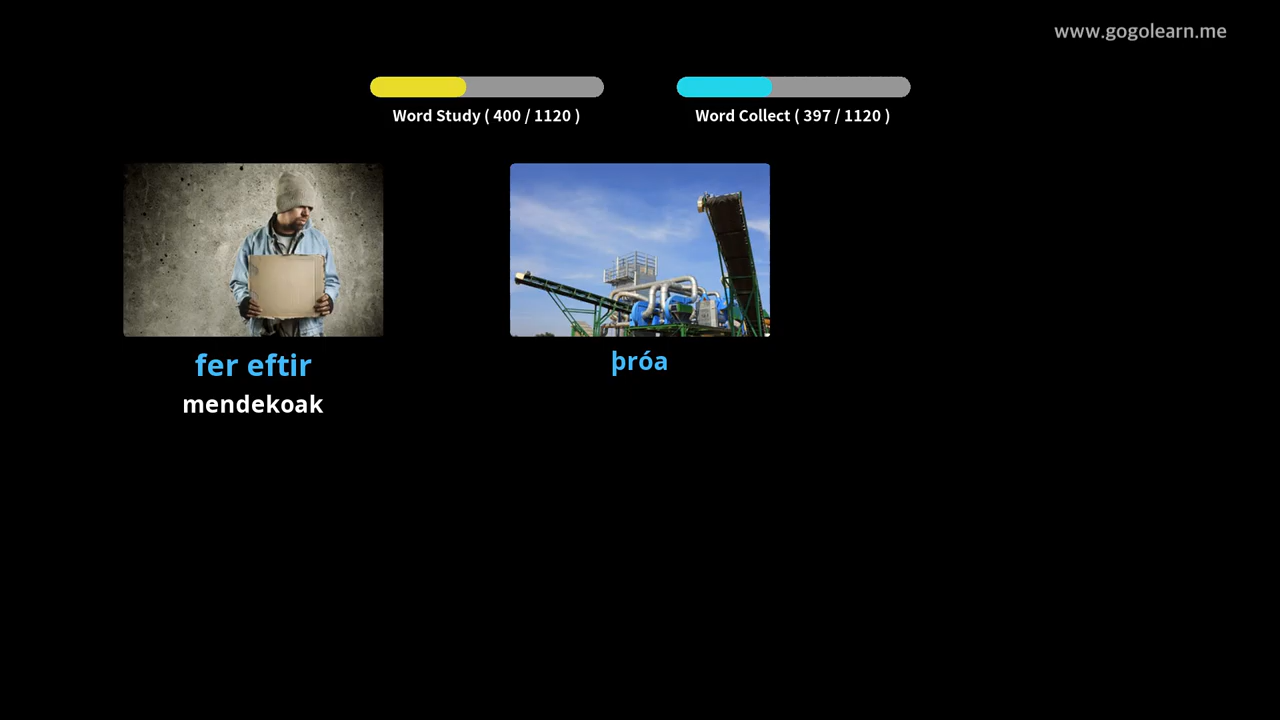 www.gogolearn.me
Word Study ( 400 / 1120 )
Word Collect ( 397 / 1120 )
fer eftir
mendekoak
þróa